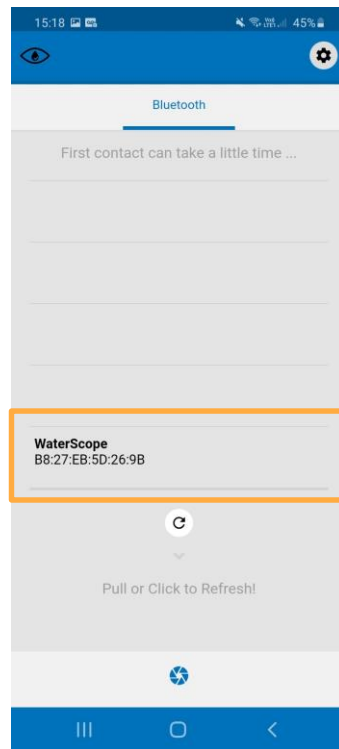 15:18 45%
Bluetooth
First contact can take a little time ...
WaterScope
B8:27:EB:5D:26:9B
Pull or Click to Refresh!